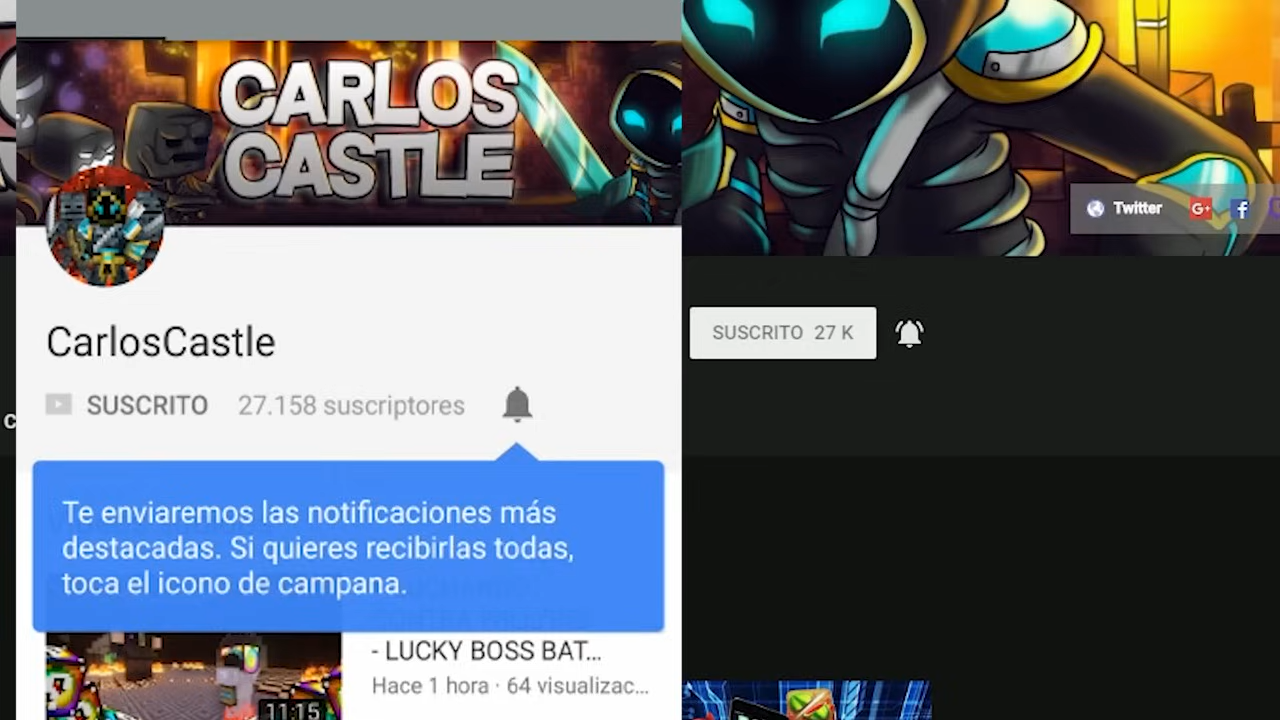 CARLOS
CASTLE
CarlosCastle
SUSCRITO 27.158 suscriptores
Te enviaremos las notificaciones más
destacadas. Si quieres recibirlas todas,
toca el icono de campana.
- LUCKY BOSS BAT...
Hace 1 hora · 64 visualizac...
11:15
Twitter
G+ f
SUSCRITO 27 K